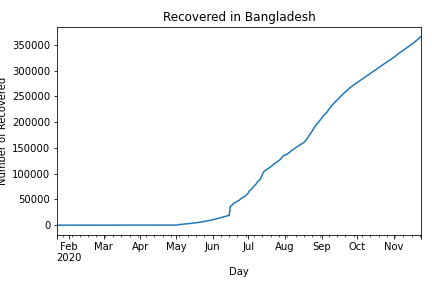 Recovered in Bangladesh
Number of Recovered
350000
300000
250000
200000
150000
100000
50000
0
Feb Mar Apr May Jun Jul Aug Sep Oct Nov
2020
Day